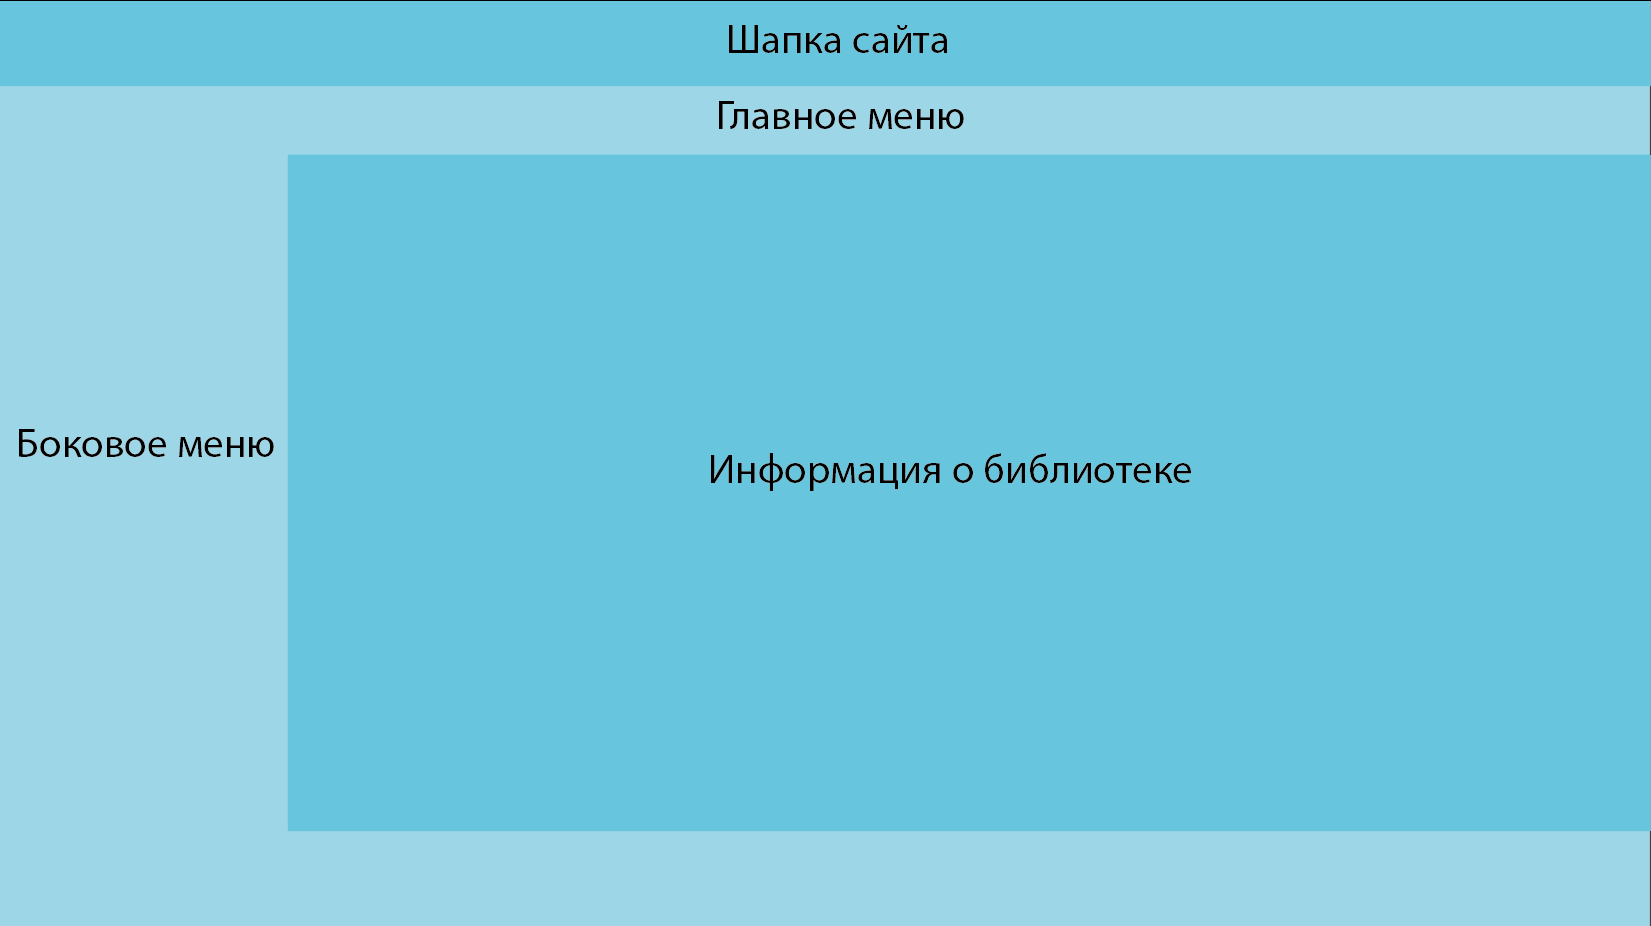 Шапка сайта
Главное меню
Боковое меню
Информация о библиотеке